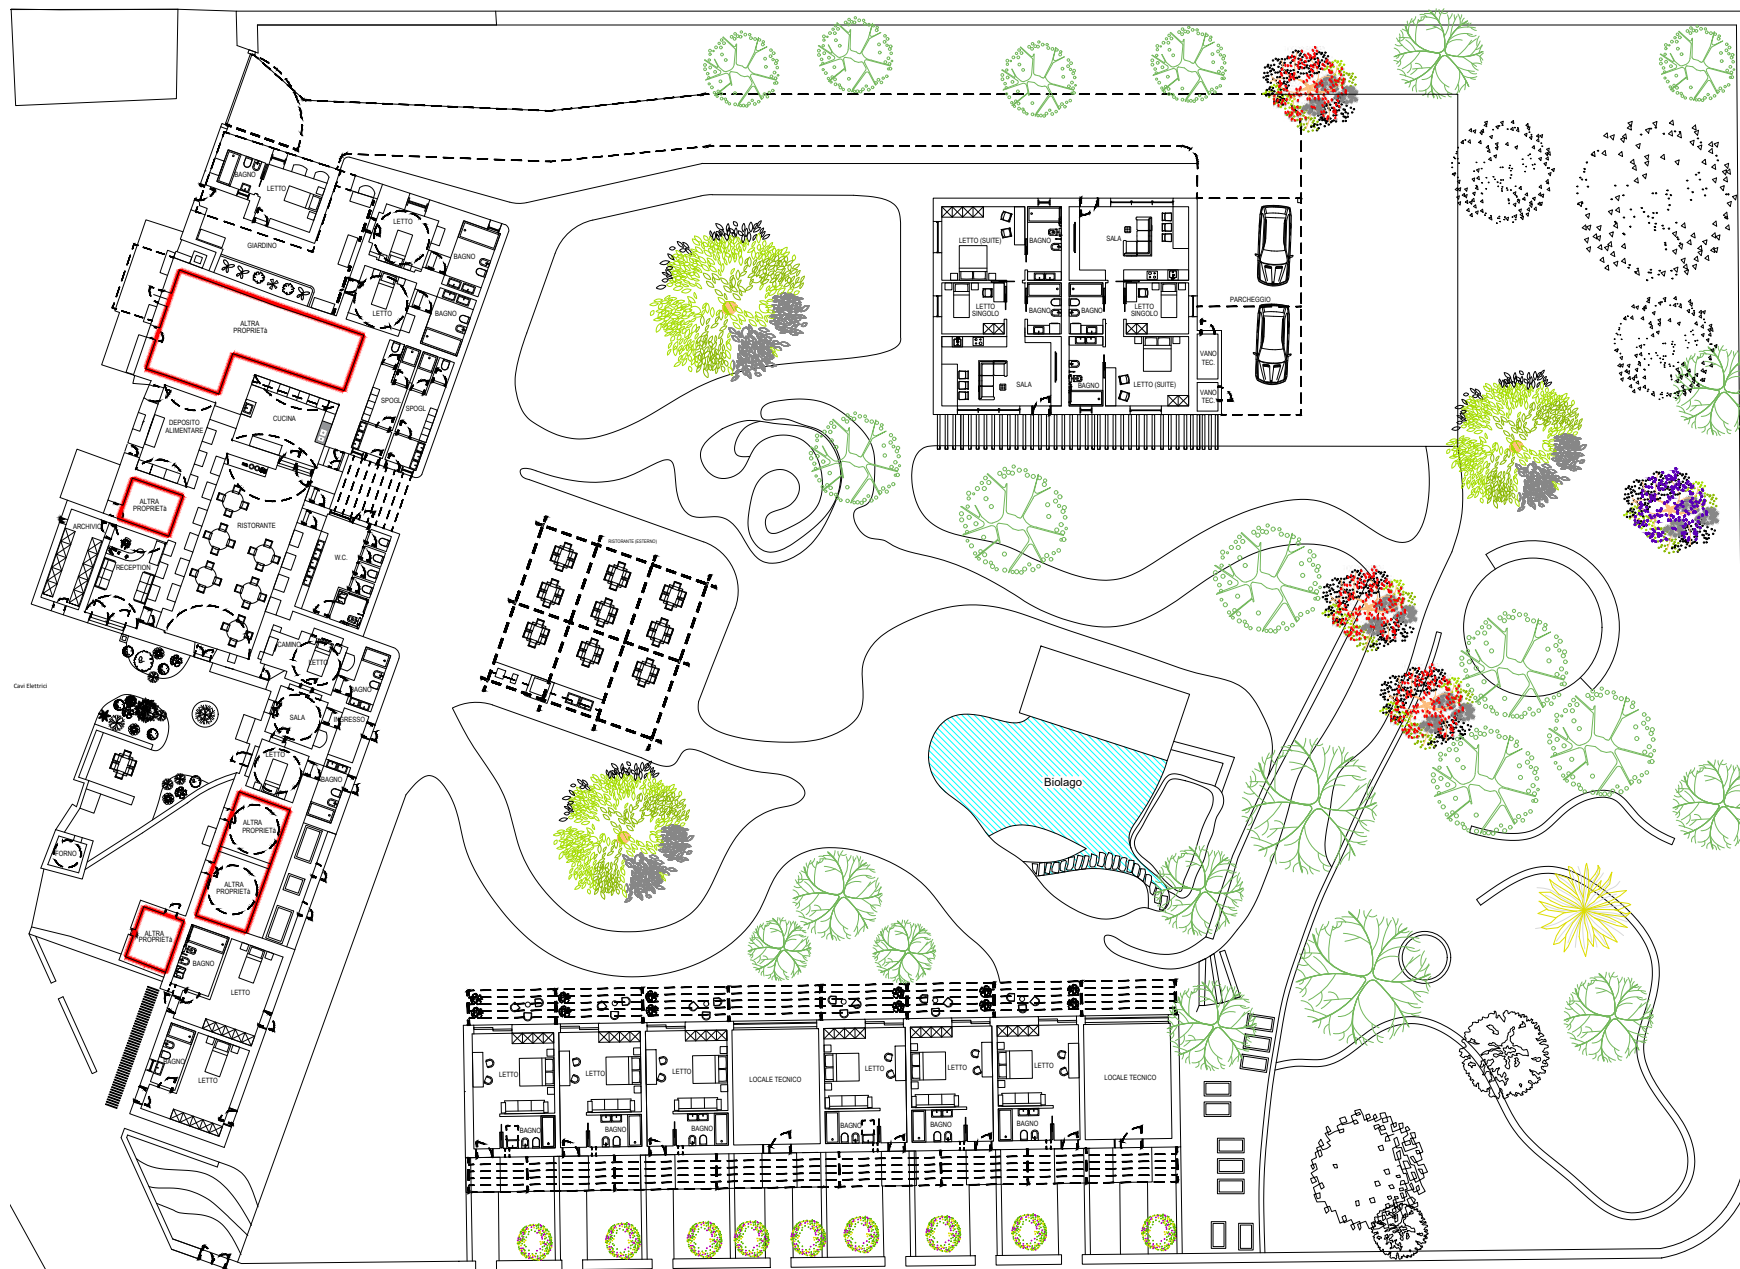 BAGNO
LETTO
GIARDINO
LETTO
BAGNO
LETTO
BAGNO
ALTRA
PROPRIETà
SPOGL
SPOGL
CUCINA
DEPOSITO
ALIMENTARE
ALTRA
PROPRIETà
ARCHIVIO
RISTORANTE
RECEPTION
W.C.
CAMINO
LETTO
BAGNO
SALA
INGRESSO
LETTO
BAGNO
Cavi Elettrici
FORNO
ALTRA
PROPRIETà
ALTRA
PROPRIETà
ALTRA
PROPRIETà
BAGNO
LETTO
BAGNO
LETTO
RISTORANTE (ESTERNO)
LETTO (SUITE)
BAGNO
SALA
LETTO
SINGOLO
BAGNO
BAGNO
LETTO
SINGOLO
PARCHEGGIO
SALA
BAGNO
LETTO (SUITE)
VANO
TEC.
VANO
TEC.
Biolago
LETTO
LETTO
LETTO
LOCALE TECNICO
LETTO
LETTO
LETTO
LOCALE TECNICO
BAGNO
BAGNO
BAGNO
BAGNO
BAGNO
BAGNO